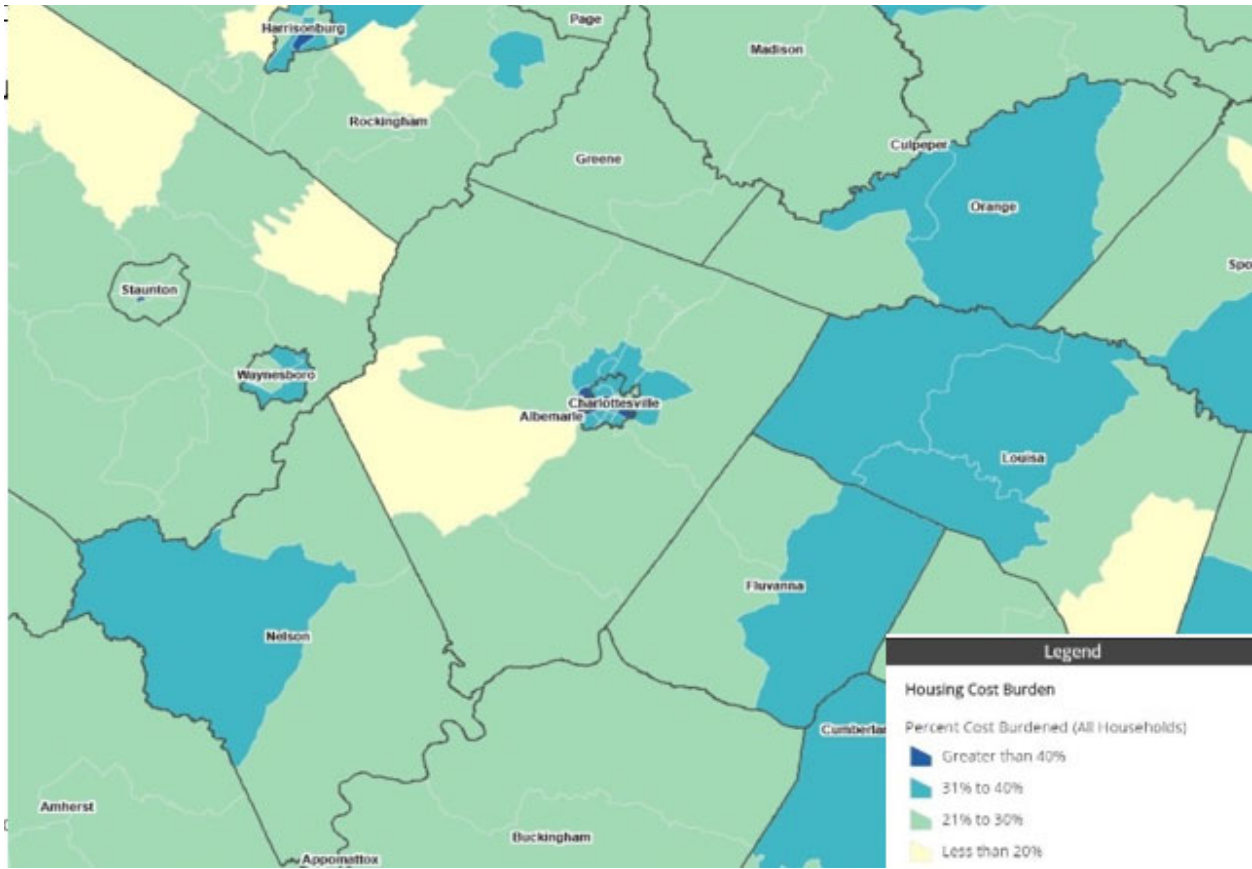 Harrisonburg
Page
Madison
Rockingham
Greene
Culpeper
Orange
Staunton
Spo
Waynesboro
Charlottesville
Albemarle
Louisa
Fluvanna
Nelson
Cumberlan
Amherst
Buckingham
Appomattox
Legend
Housing Cost Burden
Percent Cost Burdened (All Households)
Greater than 40%
31% to 40%
21% to 30%
Less than 20%